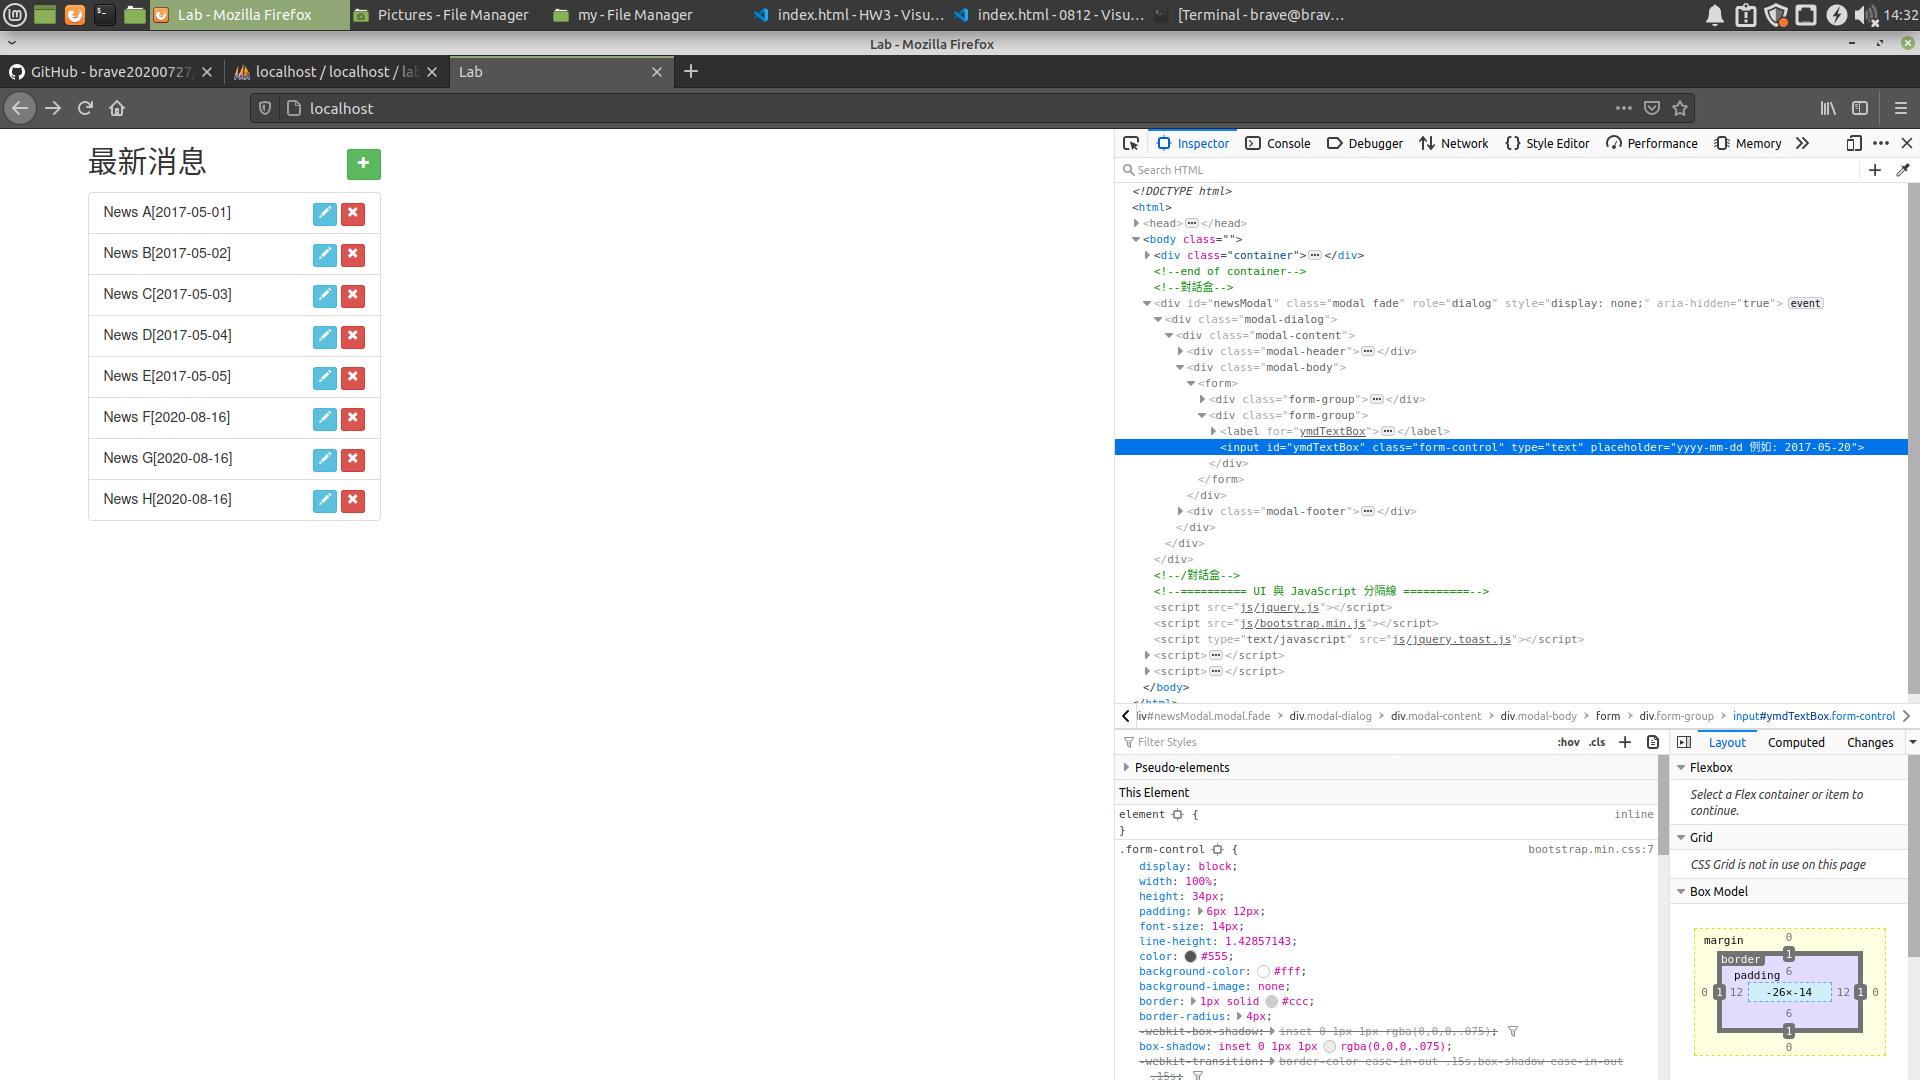 Lab - Mozilla Firefox
Pictures - File Manager
my - File Manager
index.html - HW3 - Visu...
index.html - 0812 - Visu...
[Terminal - brave@brav...
14:32
Lab - Mozilla Firefox
GitHub - brave20200727/
localhost / localhost / lab
Lab
localhost
最新消息
News A[2017-05-01]
News B[2017-05-02]
News C[2017-05-03]
News D[2017-05-04]
News E[2017-05-05]
News F[2020-08-16]
News G[2020-08-16]
News H[2020-08-16]
Inspector
Console
Debugger
Network
Style Editor
Performance
Memory
Search HTML
<!DOCTYPE html>
<html>
<head>···</head>
<body class="">
<div class="container">···</div>
<!--end of container-->
<!--對話盒-->
<div id="newsModal" class="modal fade" role="dialog" style="display: none;" aria-hidden="true"> event
<div class="modal-dialog">
<div class="modal-content">
<div class="modal-header">···</div>
<div class="modal-body">
<form>
<div class="form-group">···</div>
<div class="form-group">
<label for="ymdTextBox">···</label>
<input id="ymdTextBox" class="form-control" type="text" placeholder="yyyy-mm-dd 例如: 2017-05-20">
</div>
</form>
</div>
<div class="modal-footer">···</div>
</div>
</div>
</div>
<!--/對話盒-->
<!--========== UI 與 JavaScript 分隔線 ==========-->
<script src="js/jquery.js"></script>
<script src="js/bootstrap.min.js"></script>
<script type="text/javascript" src="js/jquery.toast.js"></script>
<script>···</script>
<script>···</script>
</body>
</html>
div#newsModal.modal.fade
div.modal-dialog
div.modal-content
div.modal-body
form
div.form-group
input#ymdTextBox.form-control
Filter Styles
:hov .cls
Pseudo-elements
This Element
element {
inline
}
.form-control {
bootstrap.min.css:7
display: block;
width: 100%;
height: 34px;
padding: 6px 12px;
font-size: 14px;
line-height: 1.42857143;
color: #555;
background-color: #fff;
background-image: none;
border: 1px solid #ccc;
border-radius: 4px;
-webkit-box-shadow: inset 0 1px 1px rgba(0,0,0,.075);
box-shadow: inset 0 1px 1px rgba(0,0,0,.075);
-webkit-transition: border-color ease-in-out .15s,box-shadow ease-in-out
.15s;
Layout
Computed
Changes
Flexbox
Select a Flex container or item to
continue.
Grid
CSS Grid is not in use on this page
Box Model
margin
0
border
1
padding
6
0
1
12
-26×-14
12
1
0
6
1
0